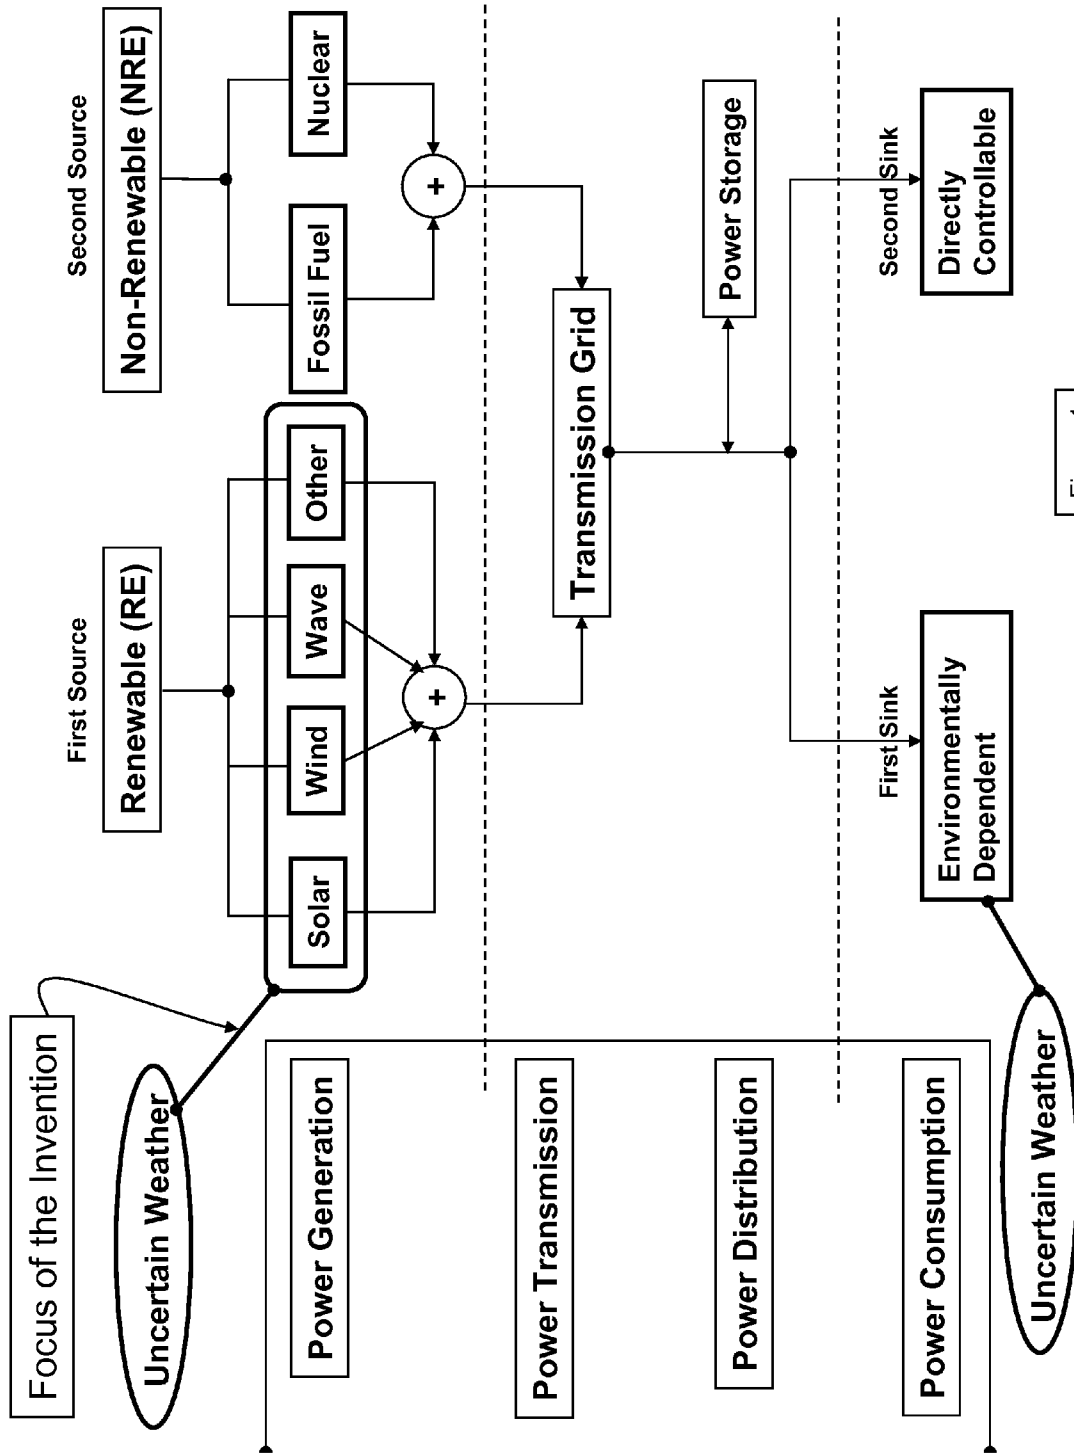 Focus of the Invention
Uncertain Weather
First Source
Second Source
Renewable (RE)
Non-Renewable (NRE)
Power Generation
Solar
Wind
Wave
Other
Fossil Fuel
Nuclear
+
+
Power Transmission
Transmission Grid
Power Distribution
Power Storage
First Sink
Second Sink
Power Consumption
Environmentally
Dependent
Directly
Controllable
Uncertain Weather